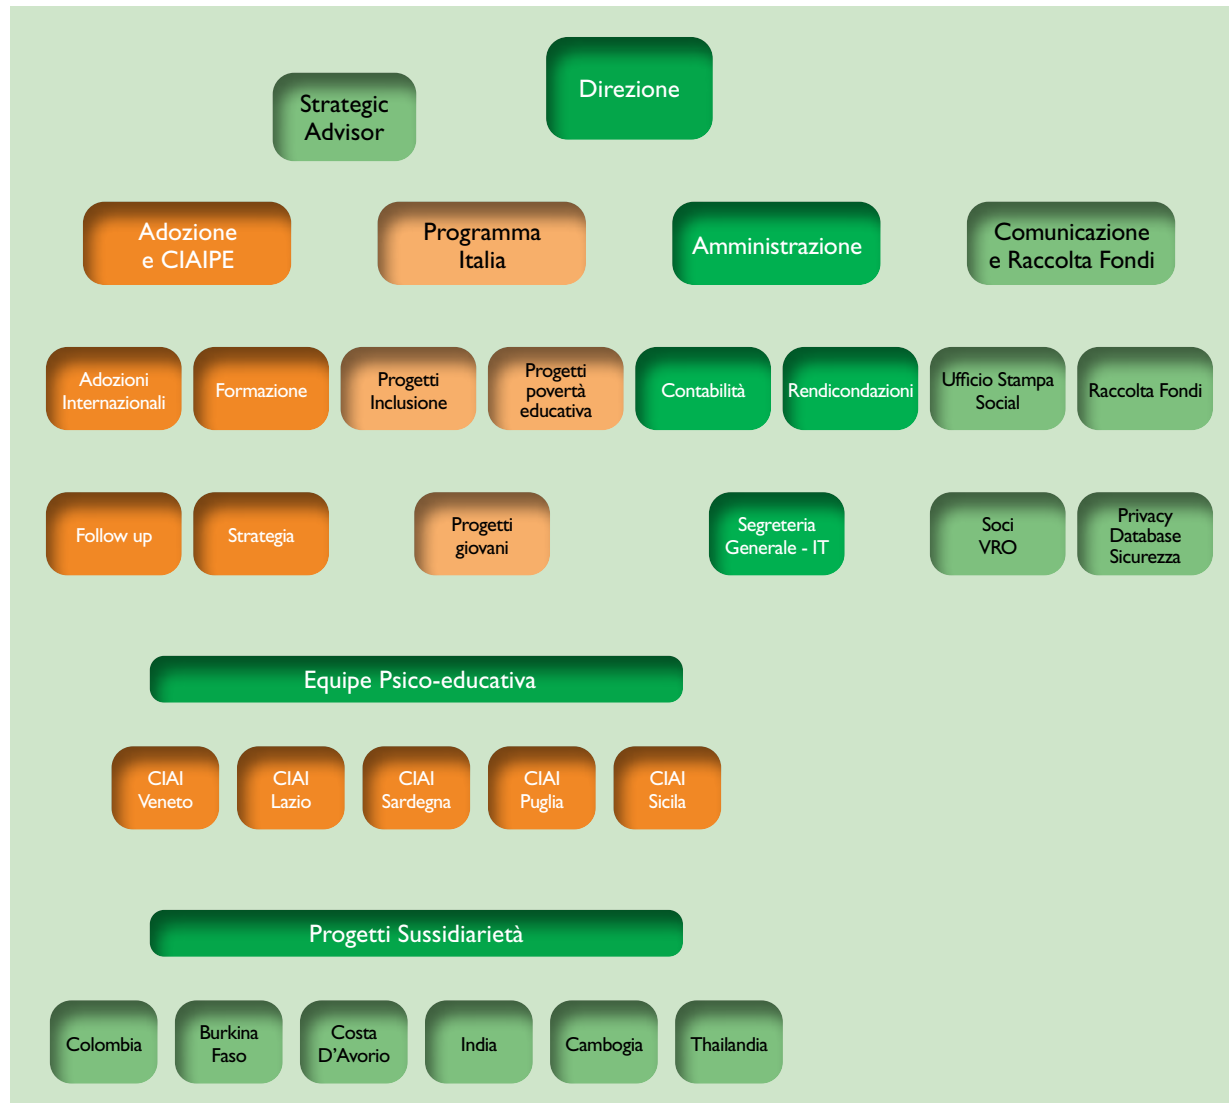 Direzione
Strategic
Advisor
Adozione
e CIAIPE
Programma
Italia
Amministrazione
Comunicazione
e Raccolta Fondi
Adozioni
Internazionali
Formazione
Progetti
Inclusione
Progetti
povertà
educativa
Contabilità
Rendicondazioni
Ufficio Stampa
Social
Raccolta Fondi
Follow up
Strategia
Progetti
giovani
Segreteria
Generale - IT
Soci
VRO
Privacy
Database
Sicurezza
Equipe Psico-educativa
CIAI
Veneto
CIAI
Lazio
CIAI
Sardegna
CIAI
Puglia
CIAI
Sicila
Progetti Sussidiarietà
Colombia
Burkina
Faso
Costa
D'Avorio
India
Cambogia
Thailandia